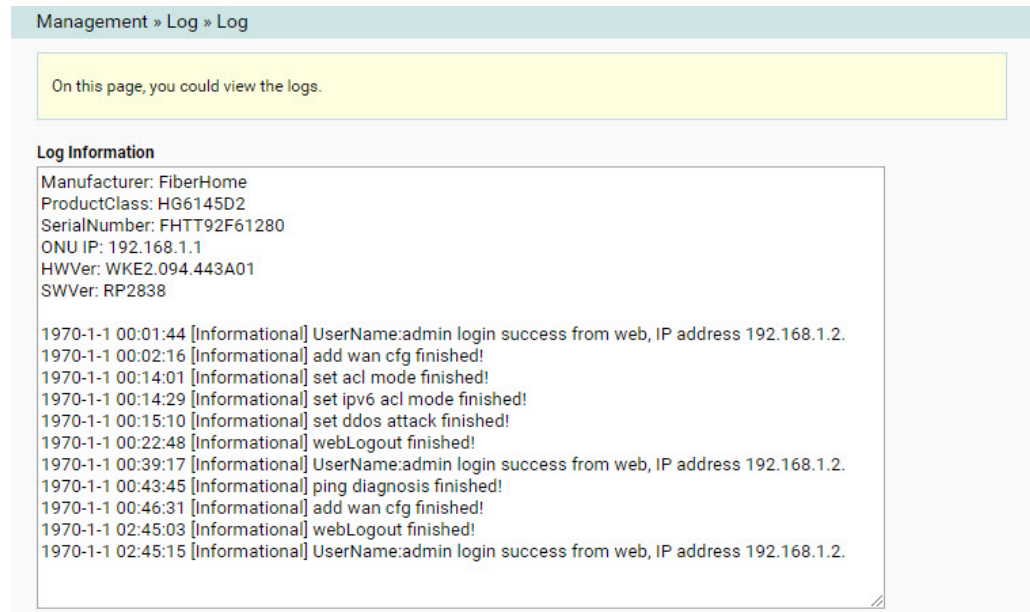 Management » Log » Log
On this page, you could view the logs.
Log Information
Manufacturer: FiberHome
ProductClass: HG6145D2
SerialNumber: FHTT92F61280
ONU IP: 192.168.1.1
HWVer: WKE2.094.443A01
SWVer: RP2838
1970-1-1 00:01:44 [Informational] UserName:admin login success from web, IP address 192.168.1.2.
1970-1-1 00:02:16 [Informational] add wan cfg finished!
1970-1-1 00:14:01 [Informational] set acl mode finished!
1970-1-1 00:14:29 [Informational] set ipv6 acl mode finished!
1970-1-1 00:15:10 [Informational] set ddos attack finished!
1970-1-1 00:22:48 [Informational] webLogout finished!
1970-1-1 00:39:17 [Informational] UserName:admin login success from web, IP address 192.168.1.2.
1970-1-1 00:43:45 [Informational] ping diagnosis finished!
1970-1-1 00:46:31 [Informational] add wan cfg finished!
1970-1-1 02:45:03 [Informational] webLogout finished!
1970-1-1 02:45:15 [Informational] UserName:admin login success from web, IP address 192.168.1.2.